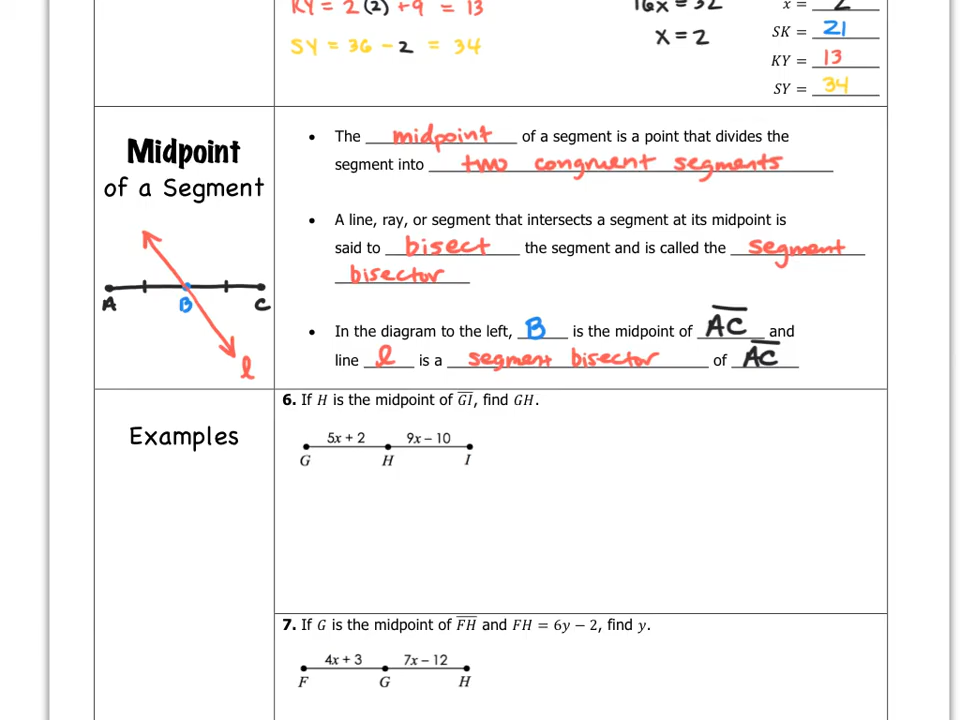 KY = 2(2) + 9 = 13
16x = 32
x = 2
SY = 36 - 2 = 34
x = 2
SK = 21
KY = 13
SY = 34
Midpoint
of a Segment
• The midpoint of a segment is a point that divides the
segment into two congruent segments
• A line, ray, or segment that intersects a segment at its midpoint is
said to bisect the segment and is called the segment
bisector
A B C
l
• In the diagram to the left, B is the midpoint of A̅C̅ and
line l is a segment bisector of A̅C̅
Examples
6. If H is the midpoint of G̅I̅, find GH.
5x + 2 9x – 10
G H I
7. If G is the midpoint of F̅H̅ and FH = 6y − 2, find y.
4x + 3 7x – 12
F G H